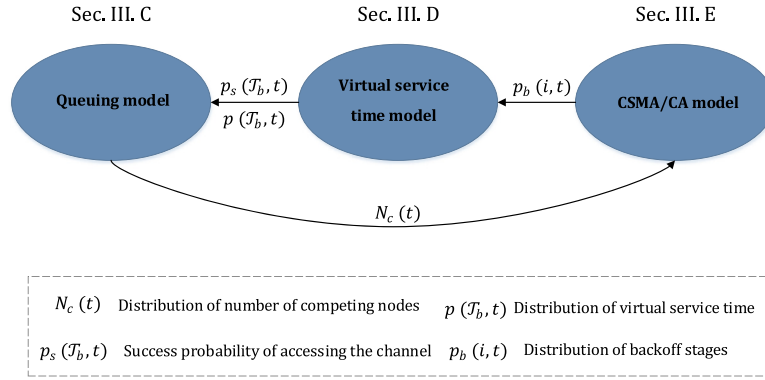 Sec. III. C Sec. III. D Sec. III. E
Queuing model
p_s (𝒯_b, t)
p (𝒯_b, t)
Virtual service
time model
p_b (i, t)
CSMA/CA model
N_c (t)
N_c (t) Distribution of number of competing nodes p (𝒯_b, t) Distribution of virtual service time
p_s (𝒯_b, t) Success probability of accessing the channel p_b (i, t) Distribution of backoff stages